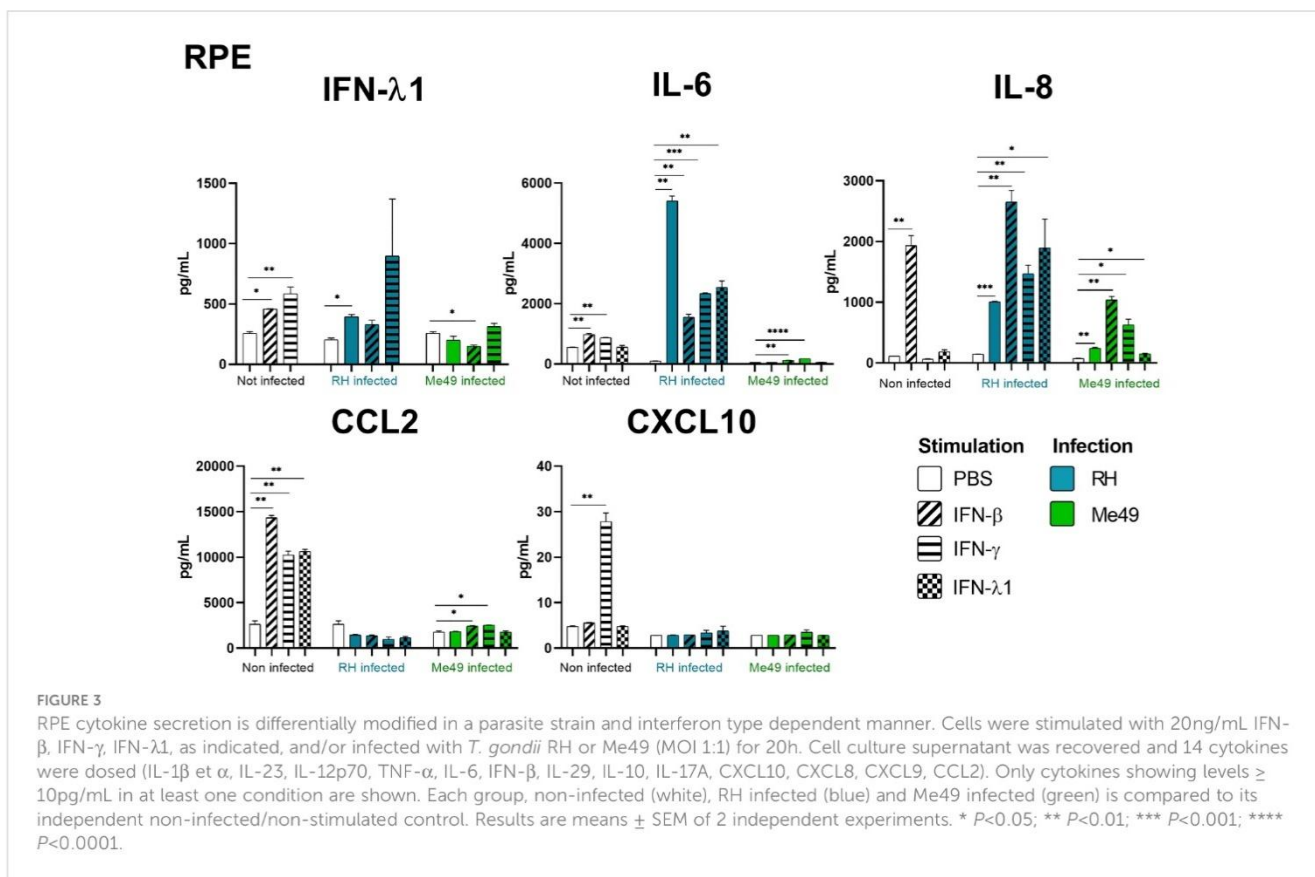 RPE
IFN-λ1
IL-6
IL-8
pg/mL
1500
1000
500
0
* **
*
*
Not infected
RH infected
Me49 infected
pg/mL
6000
4000
2000
0
** **
** ** *** **
** ****
Not infected
RH infected
Me49 infected
pg/mL
3000
2000
1000
0
**
*** ** ** *
** ** * *
Non infected
RH infected
Me49 infected
CCL2
CXCL10
pg/mL
20000
15000
10000
5000
0
** ** **
* *
Non infected
RH infected
Me49 infected
pg/mL
40
30
20
10
0
**
Non infected
RH infected
Me49 infected
Stimulation
PBS
IFN-β
IFN-γ
IFN-λ1
Infection
RH
Me49
FIGURE 3
RPE cytokine secretion is differentially modified in a parasite strain and interferon type dependent manner. Cells were stimulated with 20ng/mL IFN-
β, IFN-γ, IFN-λ1, as indicated, and/or infected with T. gondii RH or Me49 (MOI 1:1) for 20h. Cell culture supernatant was recovered and 14 cytokines
were dosed (IL-1β et α, IL-23, IL-12p70, TNF-α, IL-6, IFN-β, IL-29, IL-10, IL-17A, CXCL10, CXCL8, CXCL9, CCL2). Only cytokines showing levels ≥
10pg/mL in at least one condition are shown. Each group, non-infected (white), RH infected (blue) and Me49 infected (green) is compared to its
independent non-infected/non-stimulated control. Results are means ± SEM of 2 independent experiments. * P<0.05; ** P<0.01; *** P<0.001; ****
P<0.0001.